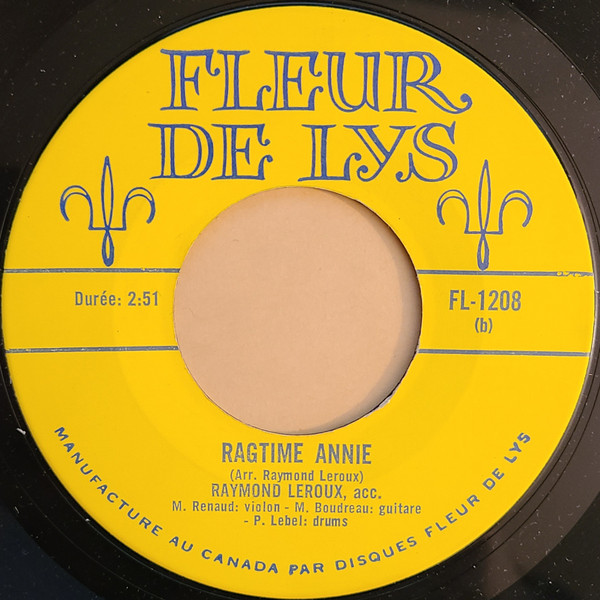 FLEUR
DE LYS
Durée: 2:51
FL-1208
(b)
RAGTIME ANNIE
(Arr. Raymond Leroux)
RAYMOND LEROUX, acc.
M. Renaud: violon - M. Boudreau: guitare
- P. Lebel: drums
MANUFACTURE AU CANADA PAR DISQUES FLEUR DE LYS